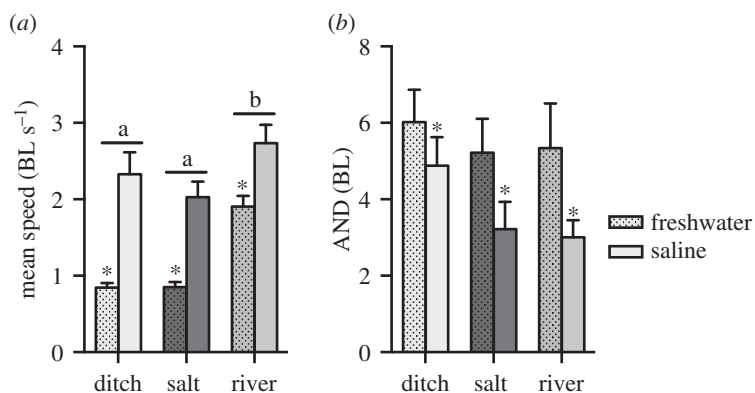 (a)
4
3
2
1
0
mean speed (BL s⁻¹)
a
a
b
*
*
*
ditch salt river
(b)
8
6
4
2
0
AND (BL)
*
*
*
ditch salt river
freshwater
saline